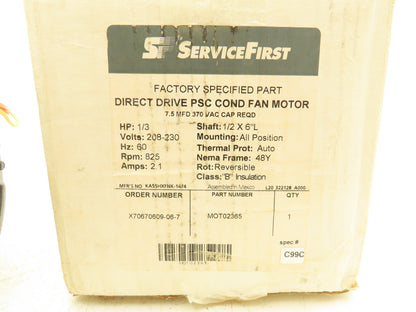 SF SERVICEFIRST
FACTORY SPECIFIED PART
DIRECT DRIVE PSC COND FAN MOTOR
7.5 MFD 370 VAC CAP REQD
HP: 1/3 Shaft: 1/2 X 6"L
Volts: 208-230 Mounting: All Position
Hz: 60 Thermal Prot: Auto
Rpm: 825 Nema Frame: 48Y
Amps: 2.1 Rot: Reversible
Class: "B" Insulation
MFR'S NO. Assembled in Mexico
ORDER NUMBER PART NUMBER QTY
X70670609-06-7 MOT02365 1
spec #
C99C